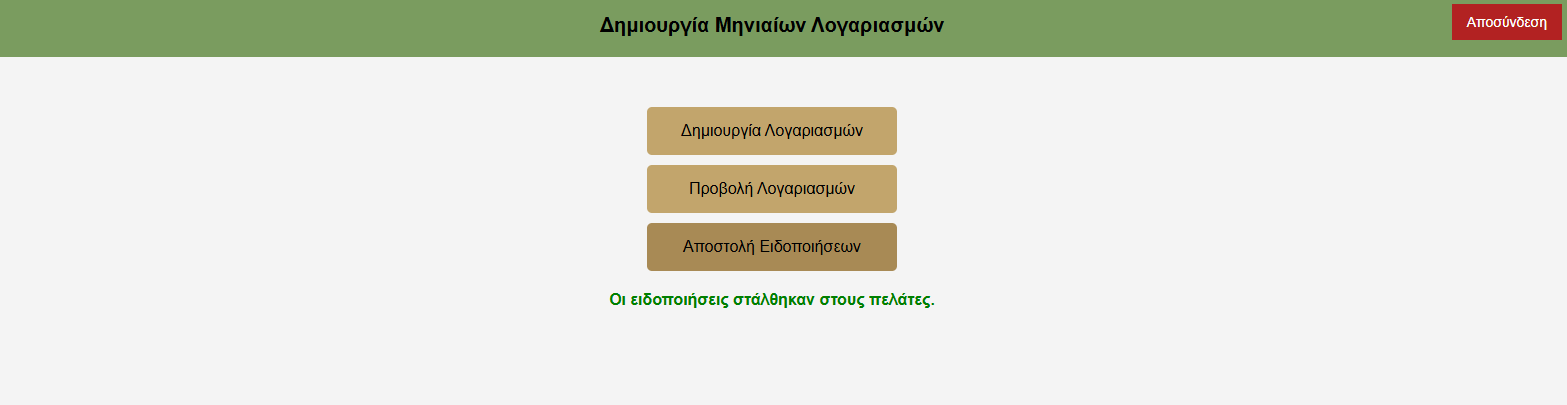 Δημιουργία Μηνιαίων Λογαριασμών
Αποσύνδεση
Δημιουργία Λογαριασμών
Προβολή Λογαριασμών
Αποστολή Ειδοποιήσεων
Οι ειδοποιήσεις στάλθηκαν στους πελάτες.